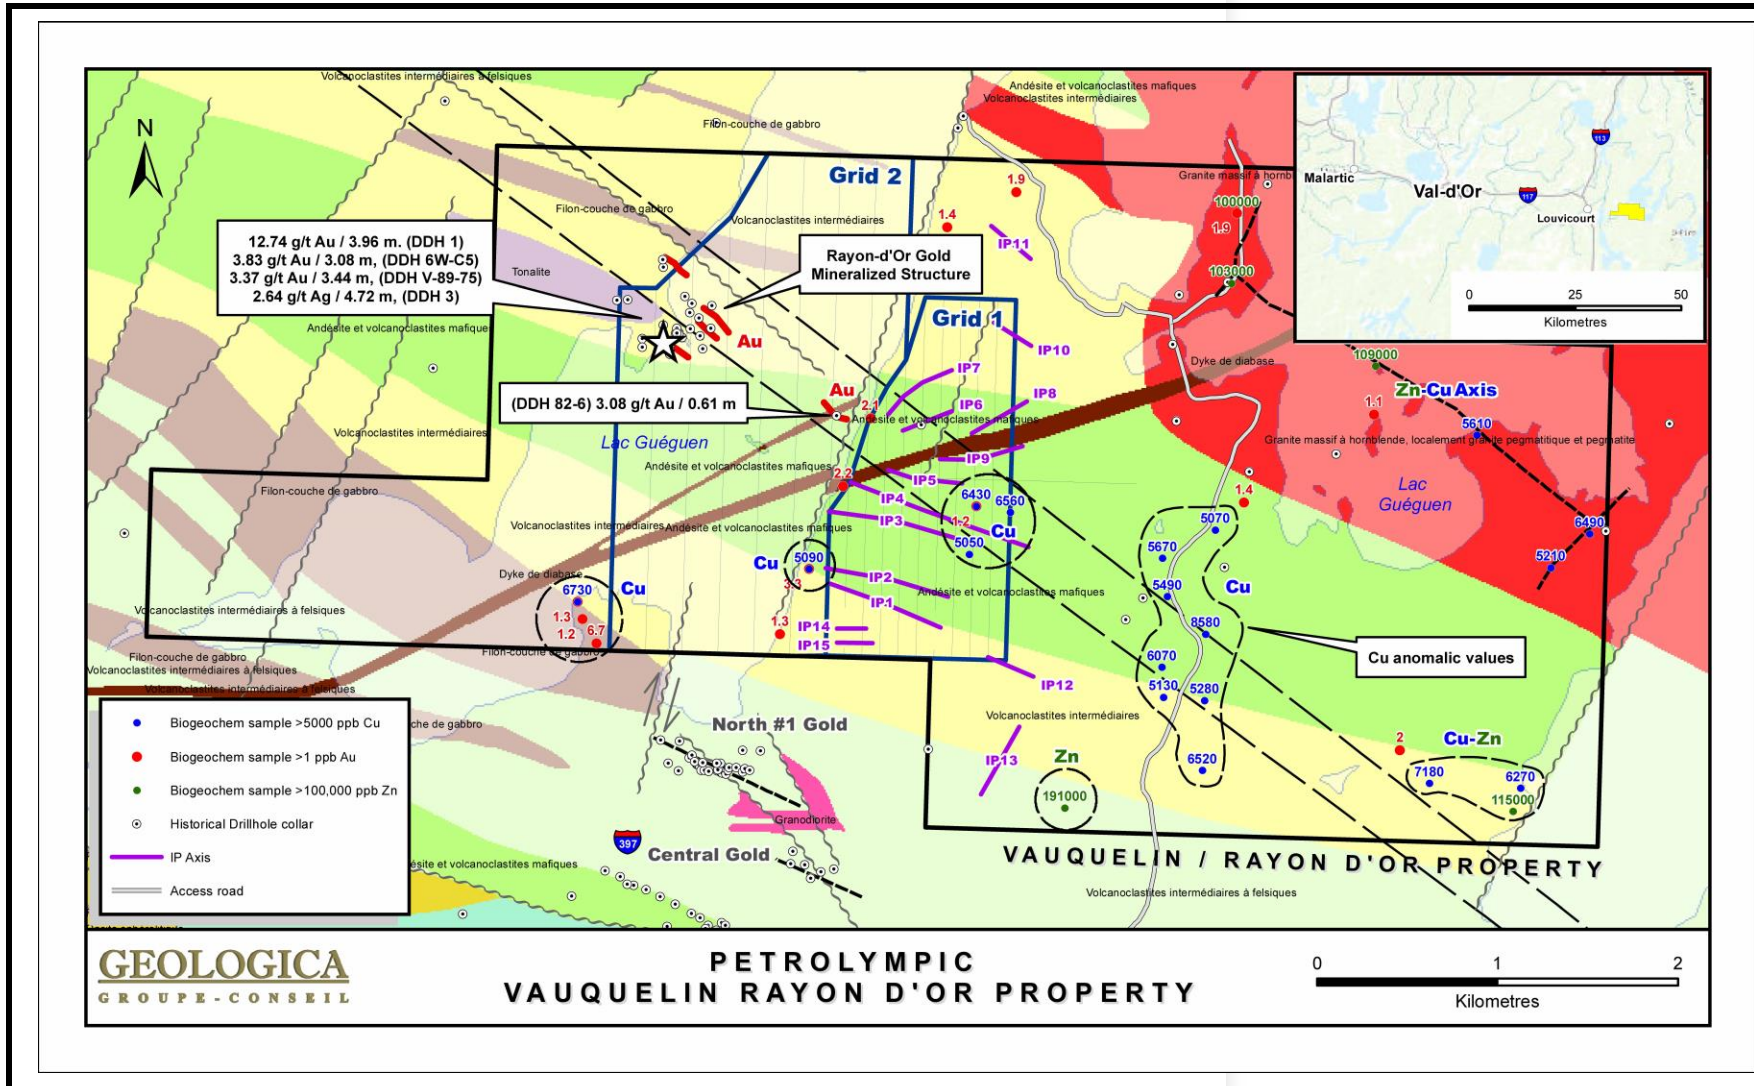 Volcanoclastites intermédiaires à felsiques
Andésite et volcanoclastites mafiques
Volcanoclastites intermédiaires
Filon-couche de gabbro
N
Grid 2
1.9
1.4
Granite massif à hornb
100000
1.9
IP11
103000
Filon-couche de gabbro
Volcanoclastites intermédiaires
12.74 g/t Au / 3.96 m. (DDH 1)
3.83 g/t Au / 3.08 m, (DDH 6W-C5)
3.37 g/t Au / 3.44 m, (DDH V-89-75)
2.64 g/t Ag / 4.72 m, (DDH 3)
Tonalite
Rayon-d'Or Gold
Mineralized Structure
Malartic
Val-d'Or
Louvicourt
113
117
0 25 50
Kilometres
Andésite et volcanoclastites mafiques
Au
Grid 1
IP10
IP7
IP8
IP6
Dyke de diabase
109000
Zn-Cu Axis
1.1
5610
Granite massif à hornblende, localement granite pegmatitique et pegmatite
(DDH 82-6) 3.08 g/t Au / 0.61 m
Au
2.1
Andésite et volcanoclastites mafiques
Volcanoclastites intermédiaires
Lac Guéguen
Andésite et volcanoclastites mafiques
2.2
IP9
IP5
IP4
IP3
6430
6560
1.2
Cu
5050
Lac
Guéguen
1.4
6490
5210
Filon-couche de gabbro
Volcanoclastites intermédiaires
Andésite et volcanoclastites mafiques
Cu
5090
3.3
IP2
IP1
Andésite et volcanoclastites mafiques
5070
5670
5490
Cu
8580
6070
5130
5280
6520
Cu anomalic values
Dyke de diabase
6730
Cu
1.3
1.2
6.7
1.3
IP14
IP15
Volcanoclastites intermédiaires à felsiques
Filon-couche de gabbro
Filon-couche de gabbro
Volcanoclastites intermédiaires à felsiques
Volcanoclastites intermédiaires à felsiques
che de gabbro
IP12
Volcanoclastites intermédiaires
IP13
Zn
191000
2
Cu-Zn
7180
6270
115000
North #1 Gold
Granodiorite
397
Central Gold
ésite et volcanoclastites mafiques
VAUQUELIN / RAYON D'OR PROPERTY
Volcanoclastites intermédiaires à felsiques
Biogeochem sample >5000 ppb Cu
Biogeochem sample >1 ppb Au
Biogeochem sample >100,000 ppb Zn
Historical Drillhole collar
IP Axis
Access road
GEOLOGICA
GROUPE-CONSEIL
PETROLYMPIC
VAUQUELIN RAYON D'OR PROPERTY
0 1 2
Kilometres